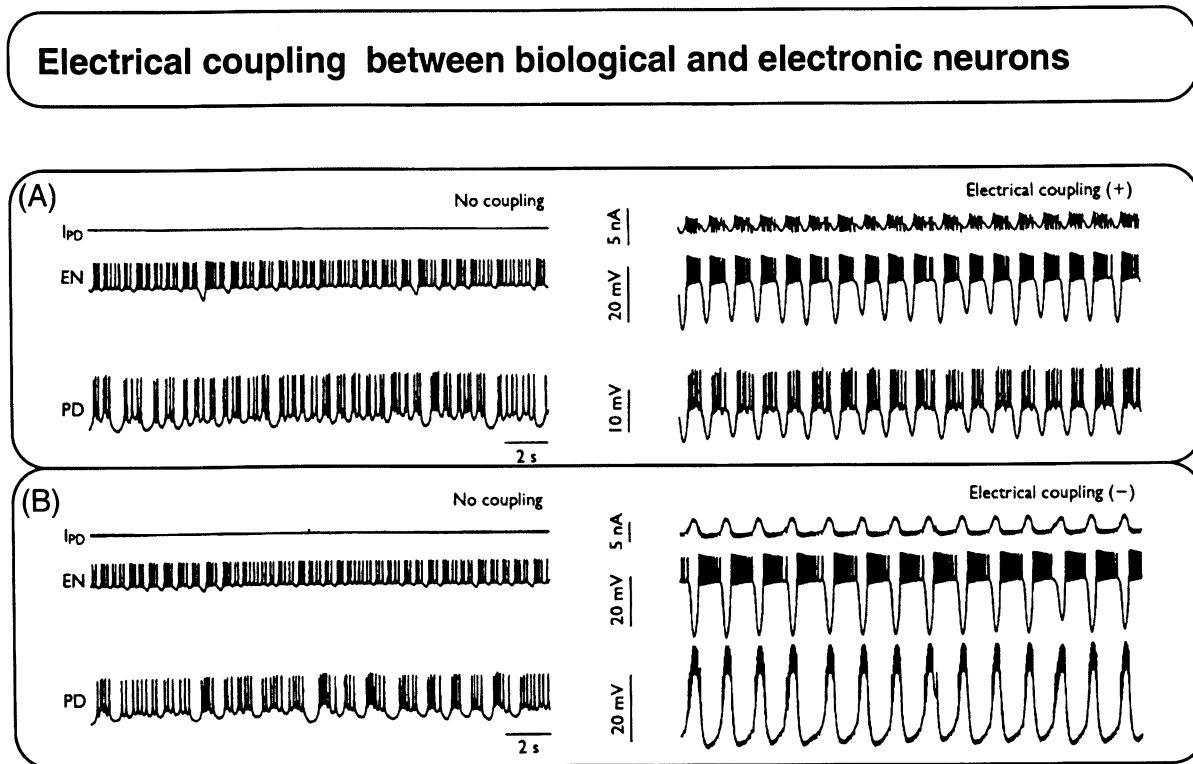 Electrical coupling between biological and electronic neurons
(A)
No coupling
Electrical coupling (+)
IPD
5 nA
EN
20 mV
PD
10 mV
2 s
(B)
No coupling
Electrical coupling (−)
IPD
5 nA
EN
20 mV
PD
20 mV
2 s